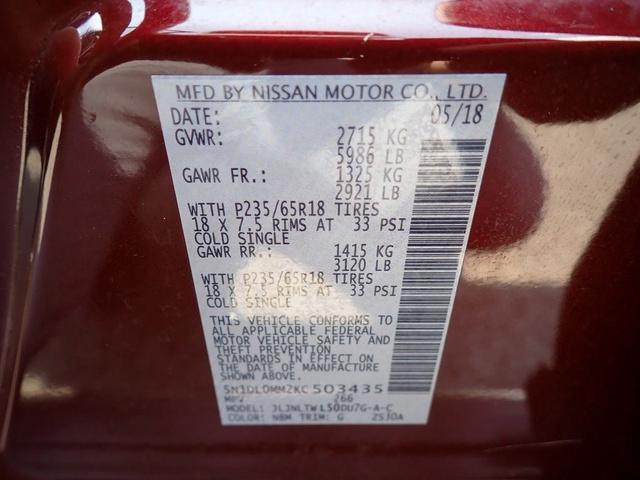 MFD BY NISSAN MOTOR CO., LTD.
DATE: 05/18
GVWR: 2715 KG
5986 LB
GAWR FR.: 1325 KG
2921 LB
WITH P235/65R18 TIRES
18 X 7.5 RIMS AT 33 PSI
COLD SINGLE
GAWR RR.: 1415 KG
3120 LB
WITH P235/65R18 TIRES
18 X 7.5 RIMS AT 33 PSI
COLD SINGLE
THIS VEHICLE CONFORMS TO
ALL APPLICABLE FEDERAL
MOTOR VEHICLE SAFETY AND
THEFT PREVENTION
STANDARDS IN EFFECT ON
THE DATE OF MANUFACTURE
SHOWN ABOVE.
5N1DL0MM2KC503435
MPV 266
MODEL: JLJNLTWL50DU7G-A-C
COLOR: NBM TRIM: G 2530A